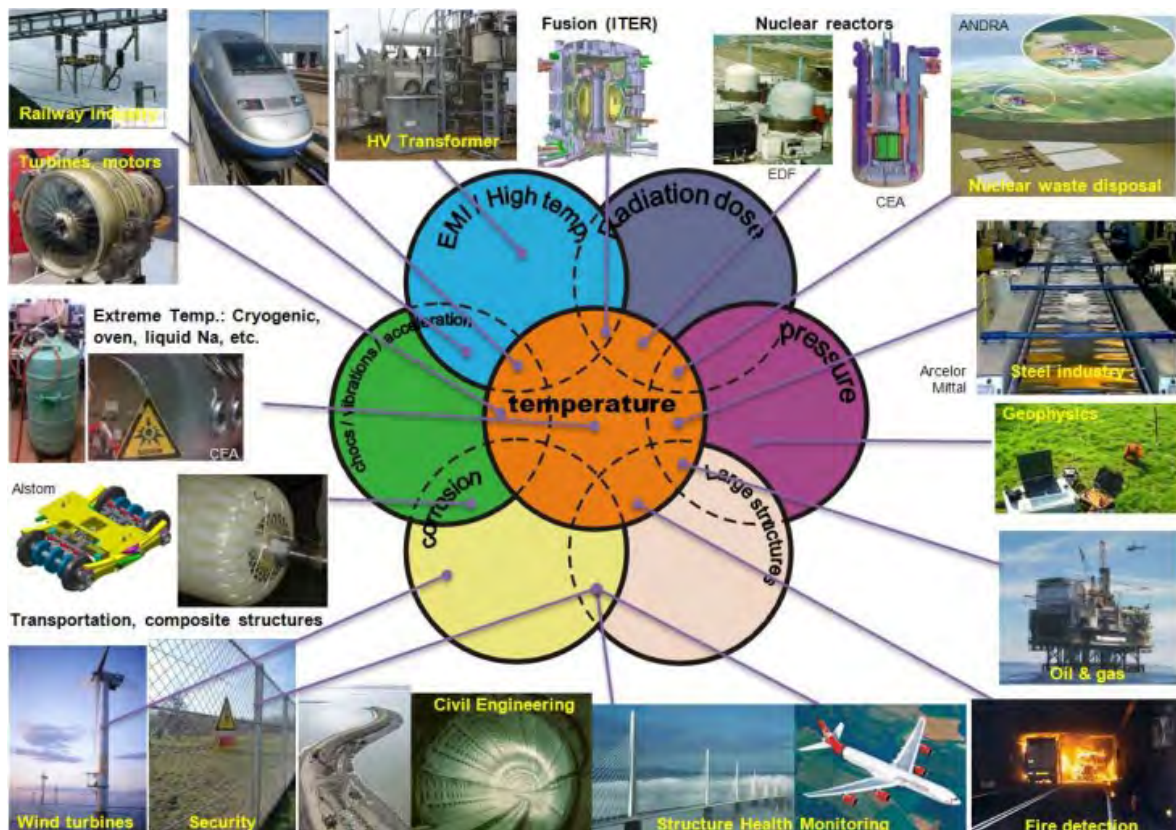 Fusion (ITER)
Nuclear reactors
ANDRA
Railway industry
HV Transformer
EDF
CEA
Nuclear waste disposal
Turbines, motors
EMI / High temp.
Radiation dose
Extreme Temp.: Cryogenic,
oven, liquid Na, etc.
CEA
chocs / vibrations / acceleration
temperature
pressure
Arcelor
Mittal
Steel industry
Geophysics
Alstom
corrosion
Large structures
Transportation, composite structures
Oil & gas
Civil Engineering
Wind turbines
Security
Structure Health Monitoring
Fire detection